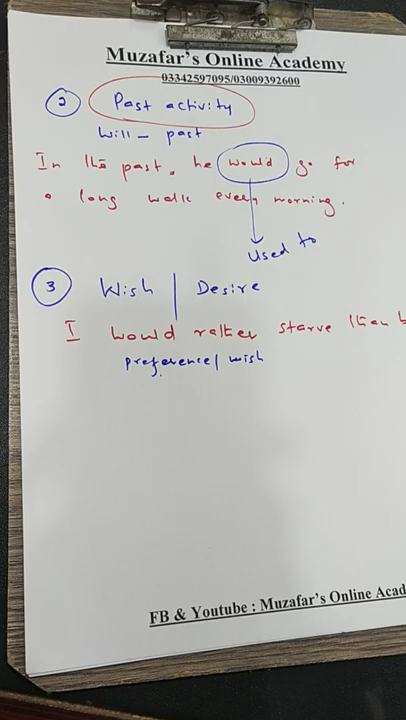 Muzafar's Online Academy
03342597095/03009392600
2 Past activity
Will - past
In the past, he would go for
a long walk every morning.
Used to
3 Wish | Desire
I would rather starve than b
preference/ wish
FB & Youtube : Muzafar's Online Acad